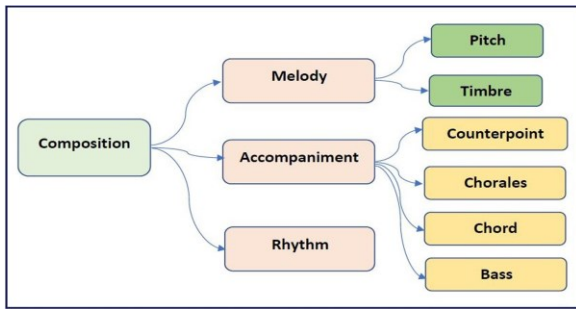 Composition
Melody
Accompaniment
Rhythm
Pitch
Timbre
Counterpoint
Chorales
Chord
Bass